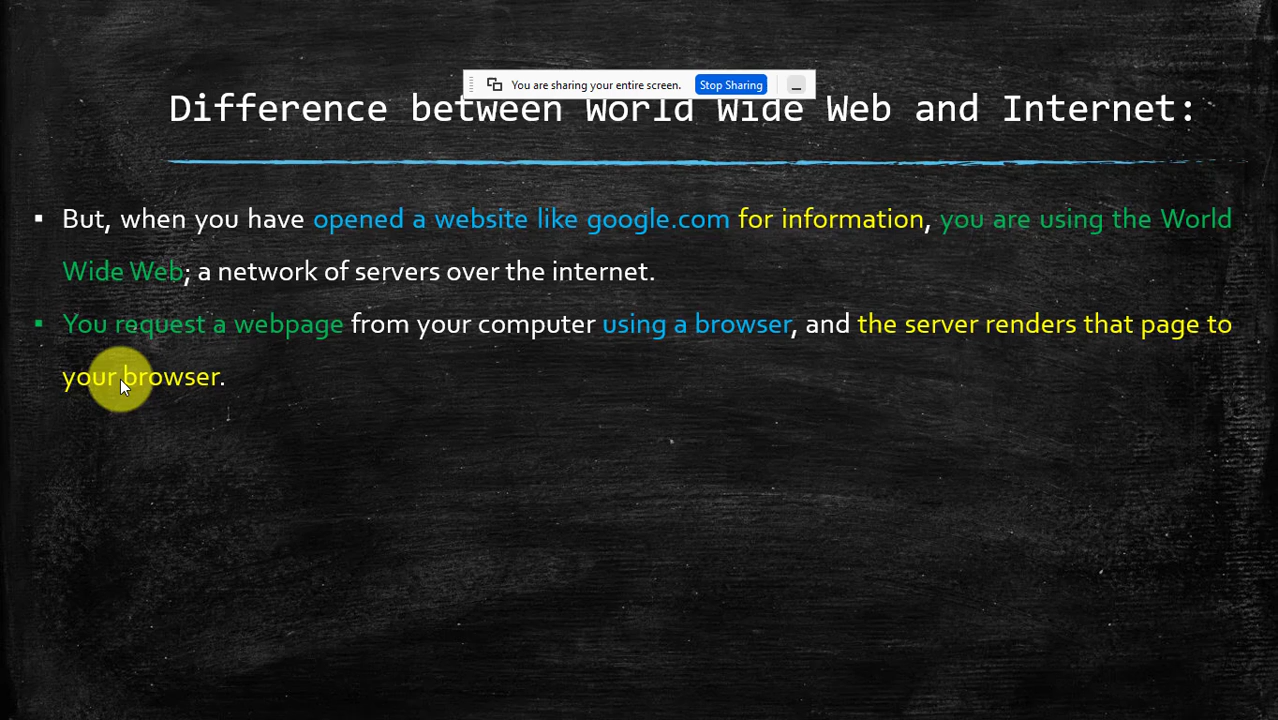 You are sharing your entire screen. Stop Sharing
Difference between World Wide Web and Internet:
▪ But, when you have opened a website like google.com for information, you are using the World
Wide Web; a network of servers over the internet.
▪ You request a webpage from your computer using a browser, and the server renders that page to
your browser.